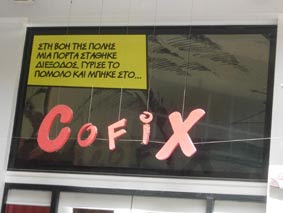 ΣΤΗ ΒΟΗ ΤΗΣ ΠΟΛΗΣ
ΜΙΑ ΠΟΡΤΑ ΣΤΑΘΗΚΕ
ΔΙΕΞΟΔΟΣ, ΓΥΡΙΣΕ ΤΟ
ΠΟΜΟΛΟ ΚΑΙ ΜΠΗΚΕ ΣΤΟ...
COFiX